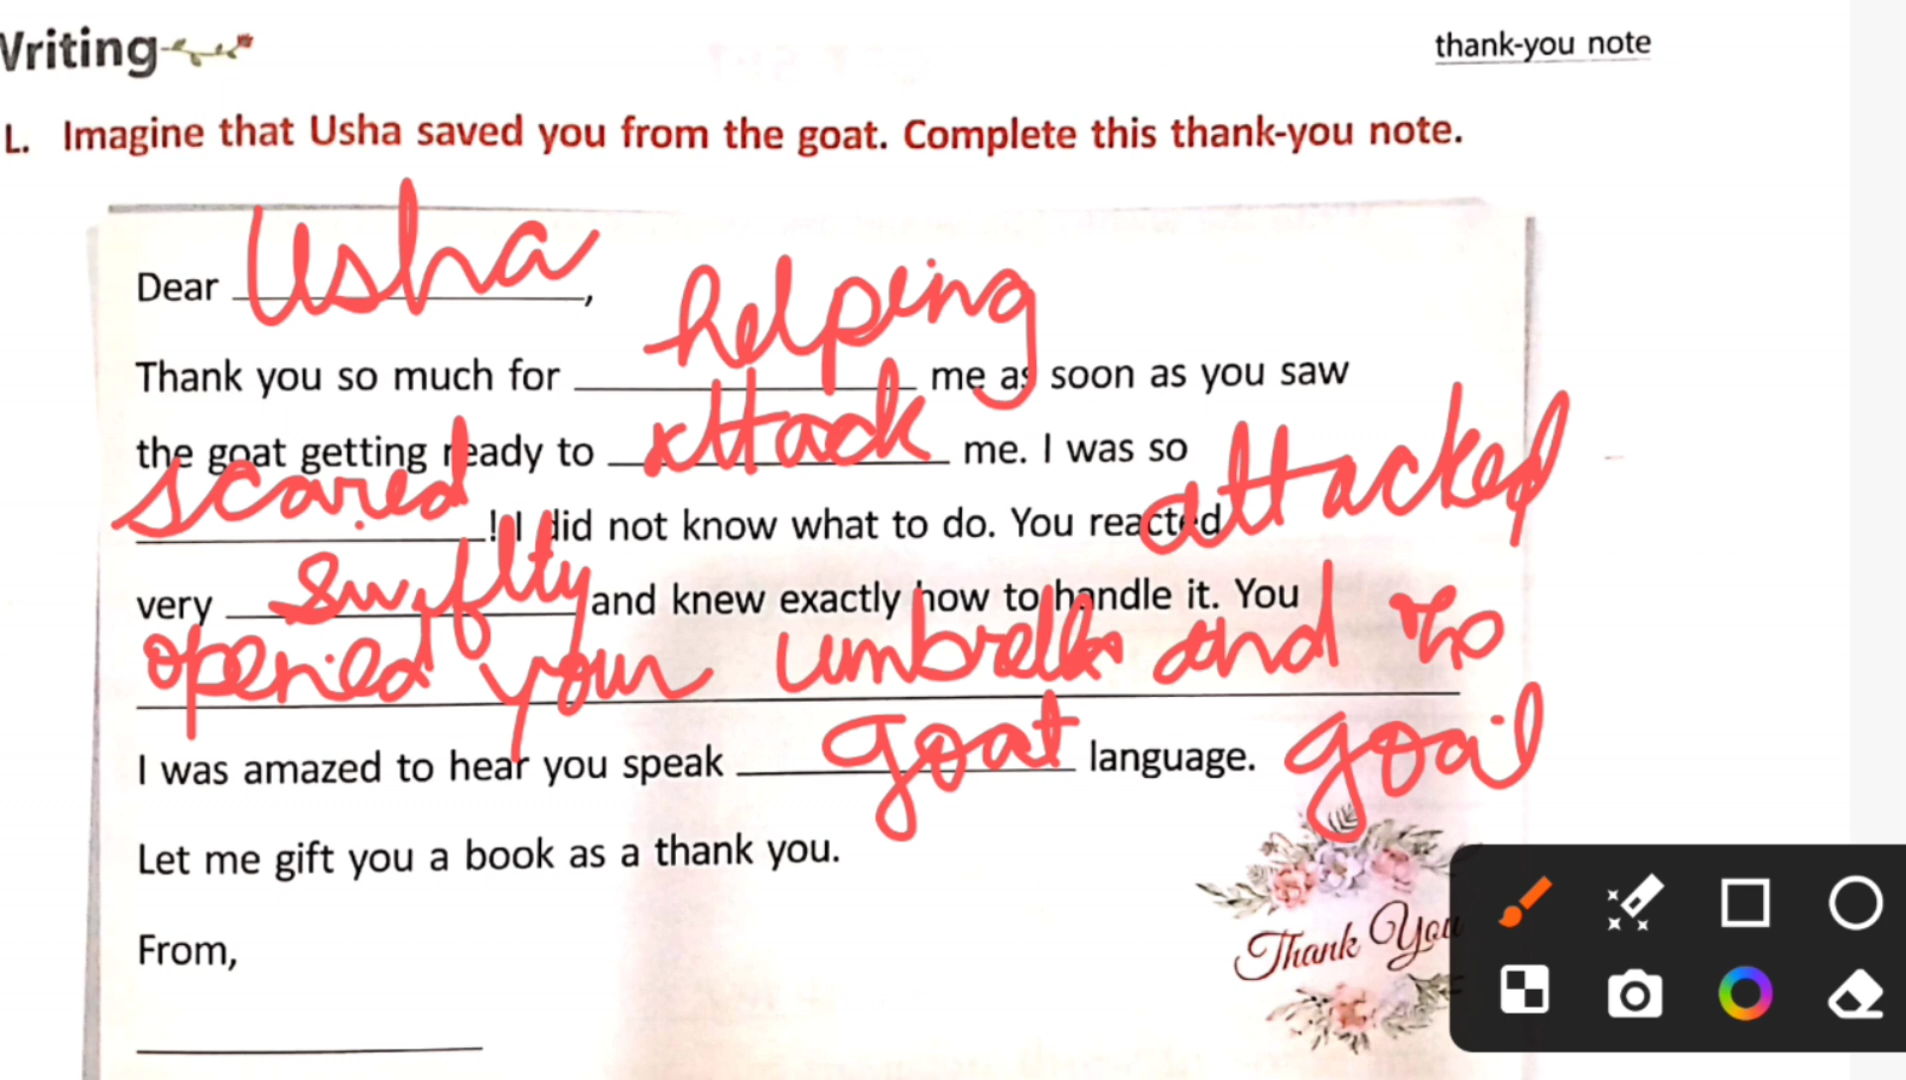 Writing
thank-you note
L. Imagine that Usha saved you from the goat. Complete this thank-you note.
Dear Usha,
Thank you so much for helping me as soon as you saw
the goat getting ready to attack me. I was so attacked
scared ! I did not know what to do. You reacted
very swiftly and knew exactly how to handle it. You
opened your umbrella and
I was amazed to hear you speak goat language.
Let me gift you a book as a thank you.
From,
Thank You